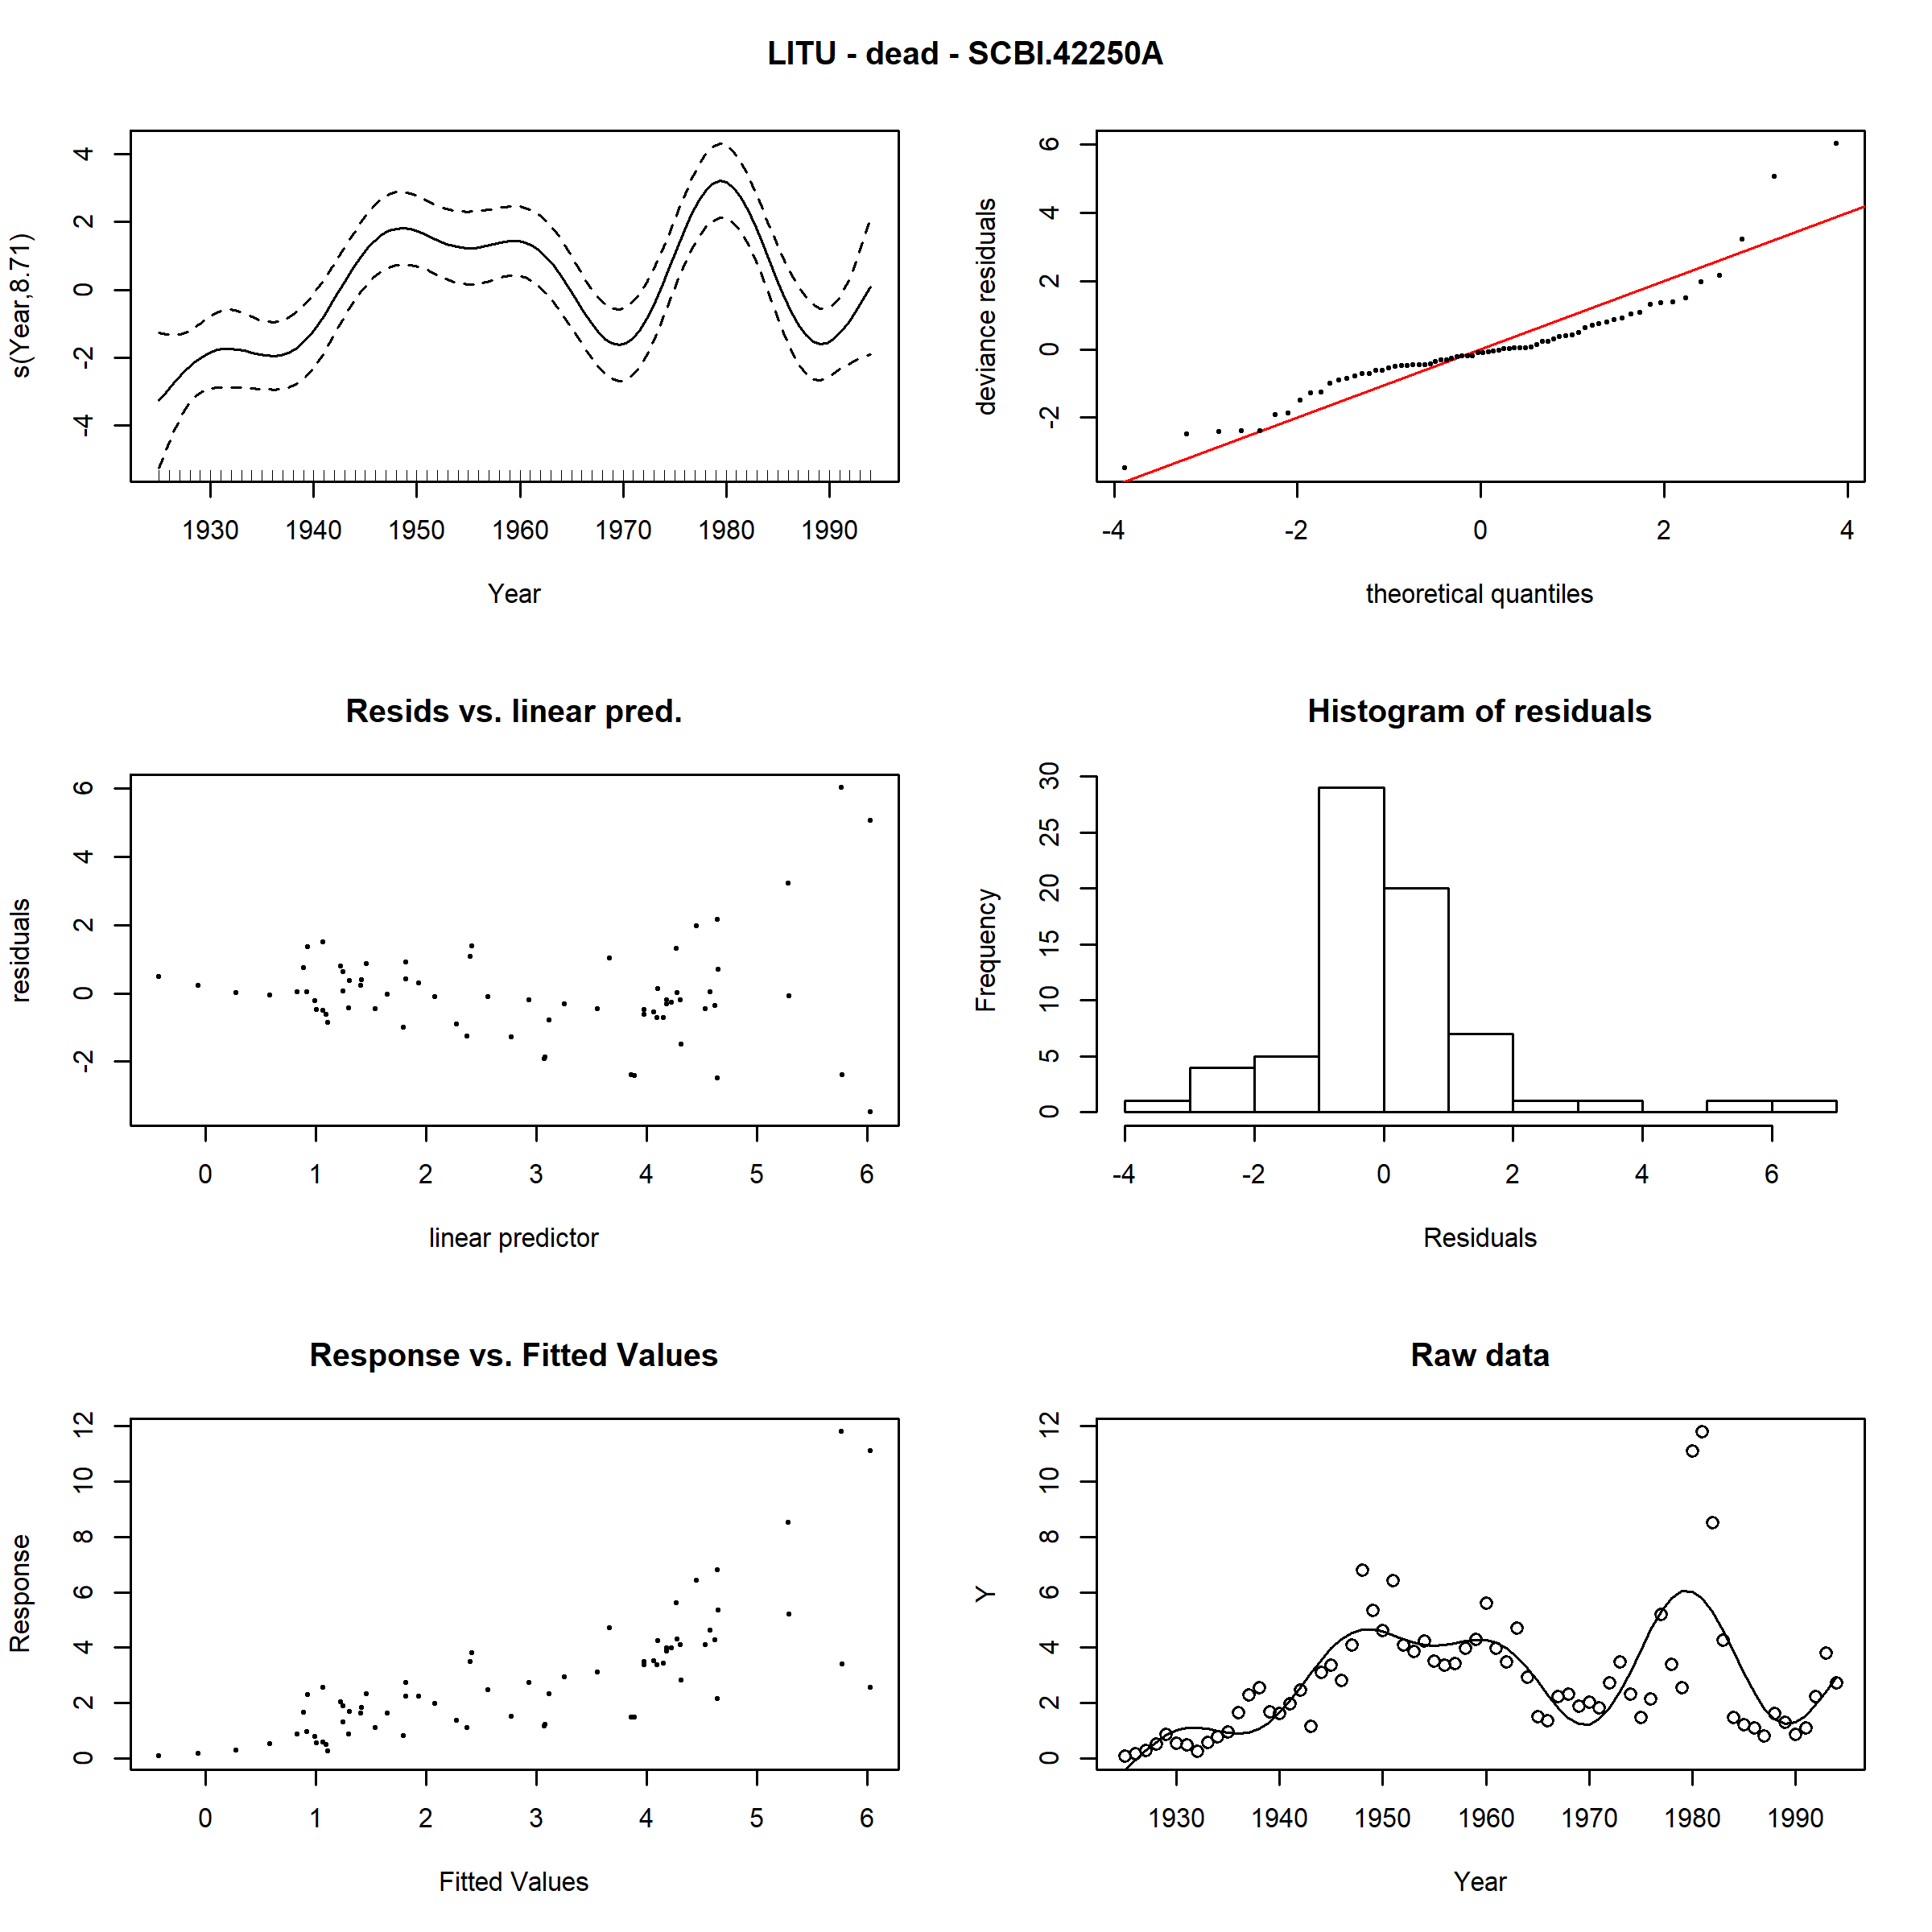 LITU - dead - SCBI.42250A
s(Year,8.71)
4
2
0
-2
-4
1930 1940 1950 1960 1970 1980 1990
Year
deviance residuals
6
4
2
0
-2
-4 -2 0 2 4
theoretical quantiles
Resids vs. linear pred.
residuals
6
4
2
0
-2
0 1 2 3 4 5 6
linear predictor
Histogram of residuals
Frequency
30
25
20
15
10
5
0
-4 -2 0 2 4 6
Residuals
Response vs. Fitted Values
Response
12
10
8
6
4
2
0
0 1 2 3 4 5 6
Fitted Values
Raw data
Y
12
10
8
6
4
2
0
1930 1940 1950 1960 1970 1980 1990
Year